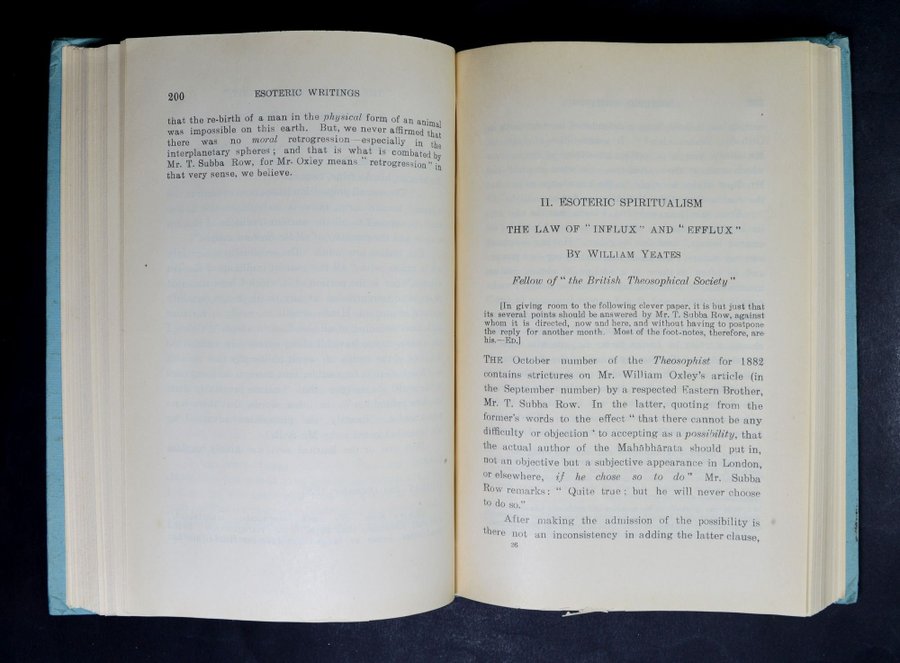 200 ESOTERIC WRITINGS
that the re-birth of a man in the physical form of an animal
was impossible on this earth. But, we never affirmed that
there was no moral retrogression—especially in the
interplanetary spheres; and that is what is combated by
Mr. T. Subba Row, for Mr. Oxley means "retrogression" in
that very sense, we believe.
II. ESOTERIC SPIRITUALISM
THE LAW OF "INFLUX" AND "EFFLUX"
BY WILLIAM YEATES
Fellow of "the British Theosophical Society"
[In giving room to the following clever paper, it is but just that
its several points should be answered by Mr. T. Subba Row, against
whom it is directed, now and here, and without having to postpone
the reply for another month. Most of the foot-notes, therefore, are
his.—ED.]
THE October number of the Theosophist for 1882
contains strictures on Mr. William Oxley's article (in
the September number) by a respected Eastern Brother,
Mr. T. Subba Row. In the latter, quoting from the
former's words to the effect "that there cannot be any
difficulty or objection ' to accepting as a possibility, that
the actual author of the Mahābhārata should put in,
not an objective but a subjective appearance in London,
or elsewhere, if he chose so to do" Mr. Subba
Row remarks: "Quite true; but he will never choose
to do so."
After making the admission of the possibility is
there not an inconsistency in adding the latter clause,
26